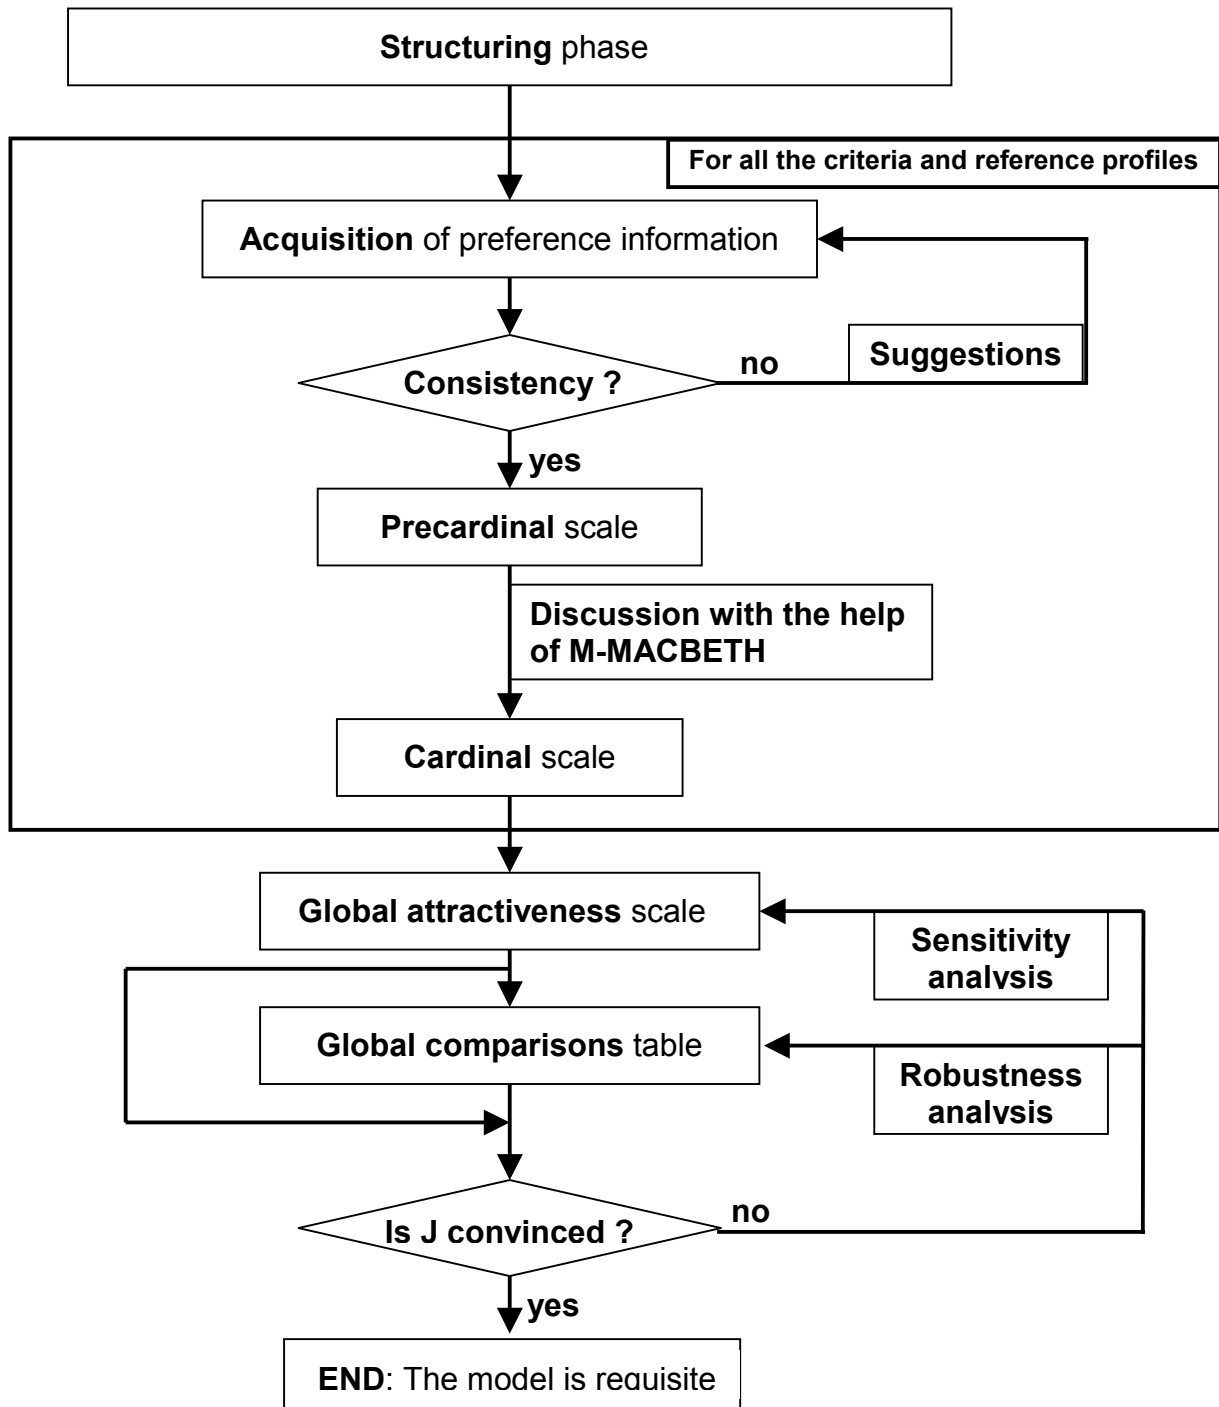 Structuring phase
For all the criteria and reference profiles
Acquisition of preference information
Consistency ?
no
Suggestions
yes
Precardinal scale
Discussion with the help
of M-MACBETH
Cardinal scale
Global attractiveness scale
Sensitivity
analysis
Global comparisons table
Robustness
analysis
Is J convinced ?
no
yes
END: The model is requisite